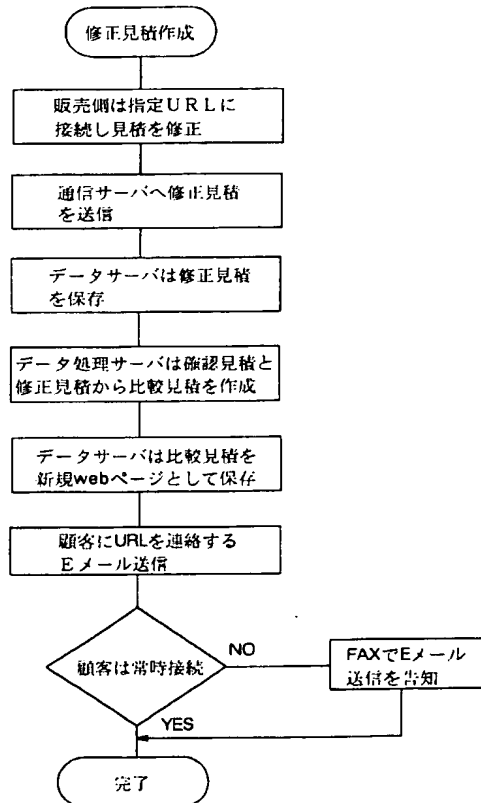 修正見積作成
販売側は指定ＵＲＬに
接続し見積を修正
通信サーバへ修正見積
を送信
データサーバは修正見積
を保存
データ処理サーバは確認見積と
修正見積から比較見積を作成
データサーバは比較見積を
新規webページとして保存
顧客にURLを連絡する
Ｅメール送信
顧客は常時接続
NO
FAXでEメール
送信を告知
YES
完了